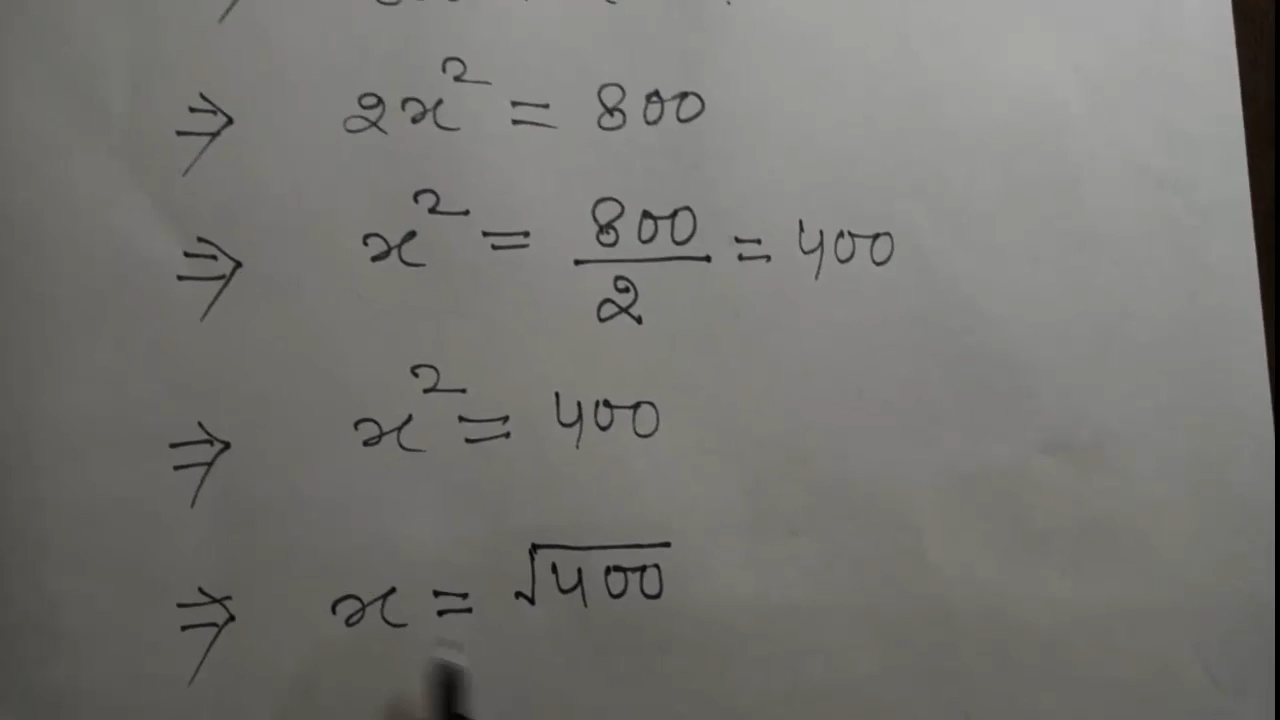 ⇒ 2x² = 800
⇒ x² = 800/2 = 400
⇒ x² = 400
⇒ x = √400